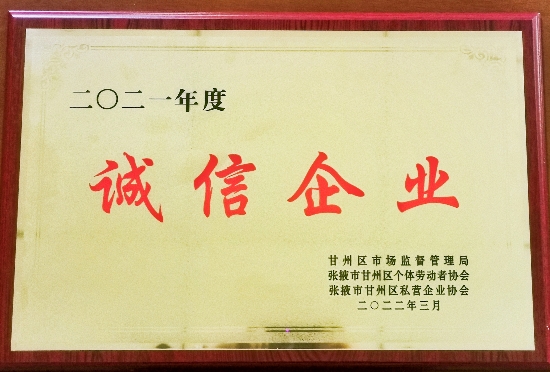 二〇二一年度
诚信企业
甘州区市场监督管理局
张掖市甘州区个体劳动者协会
张掖市甘州区私营企业协会
二〇二二年三月